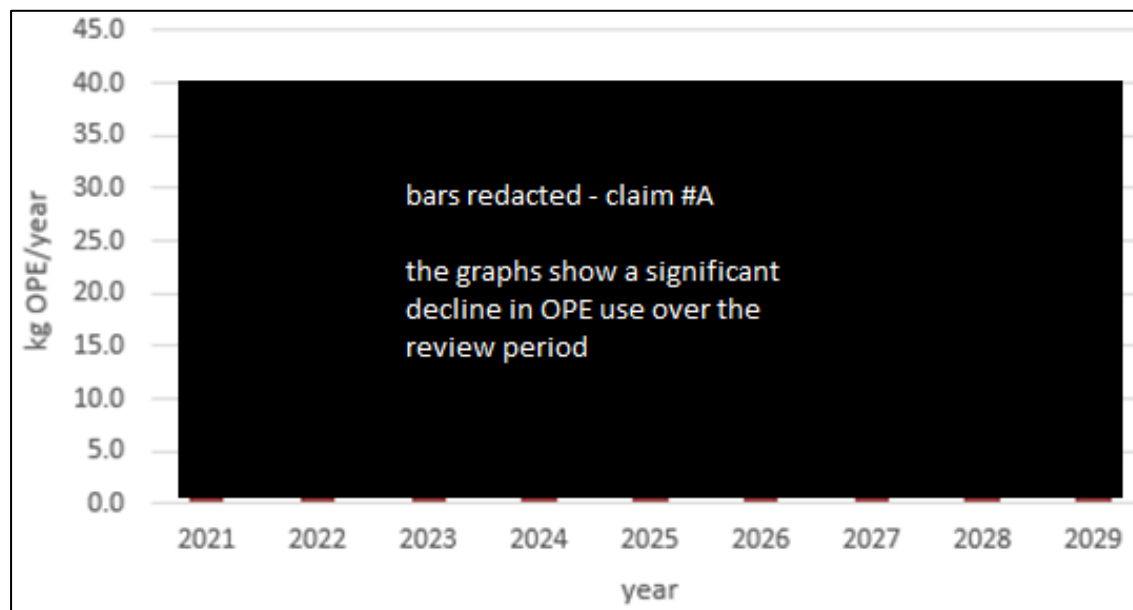 45.0
40.0
35.0
30.0
25.0
20.0
15.0
10.0
5.0
0.0
kg OPE/year
bars redacted - claim #A
the graphs show a significant
decline in OPE use over the
review period
2021 2022 2023 2024 2025 2026 2027 2028 2029
year